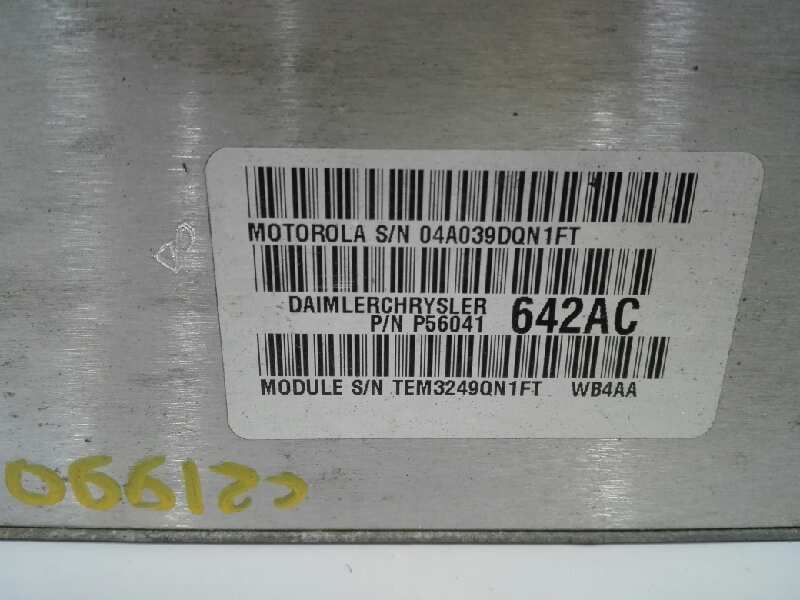 MOTOROLA S/N 04A039DQN1FT
DAIMLERCHRYSLER
P/N P56041 642AC
MODULE S/N TEM3249QN1FT WB4AA